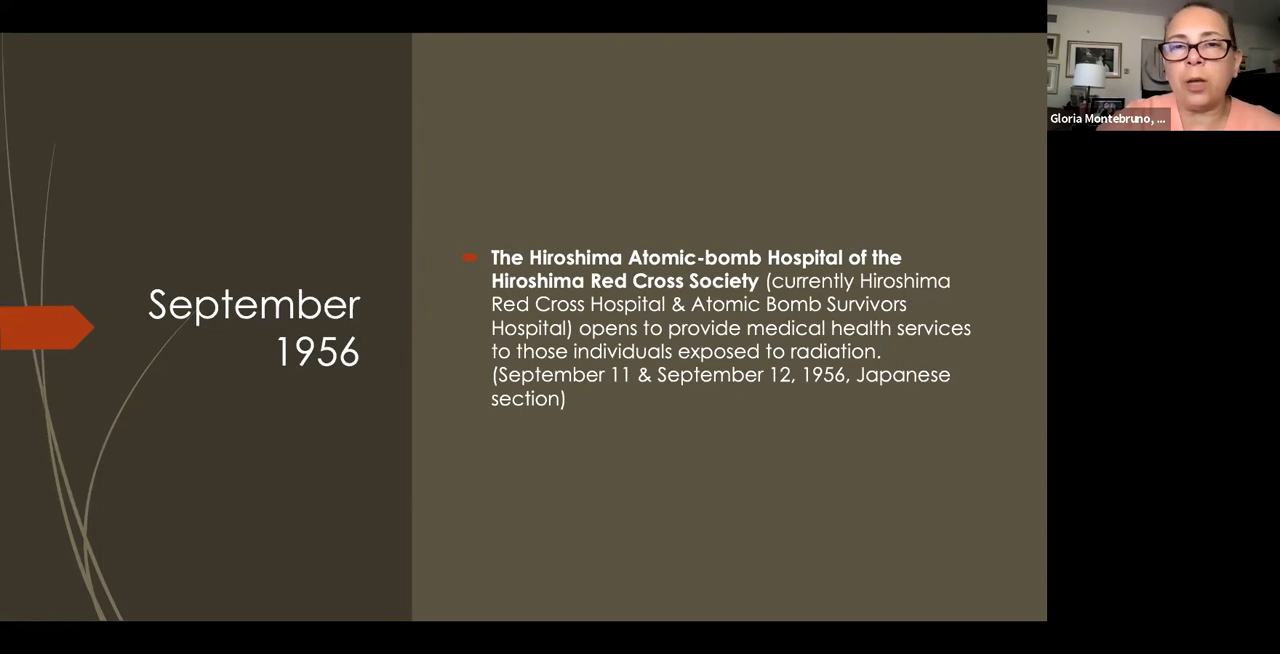 September
1956
The Hiroshima Atomic-bomb Hospital of the
Hiroshima Red Cross Society (currently Hiroshima
Red Cross Hospital & Atomic Bomb Survivors
Hospital) opens to provide medical health services
to those individuals exposed to radiation.
(September 11 & September 12, 1956, Japanese
section)
Gloria Montebruno, ...